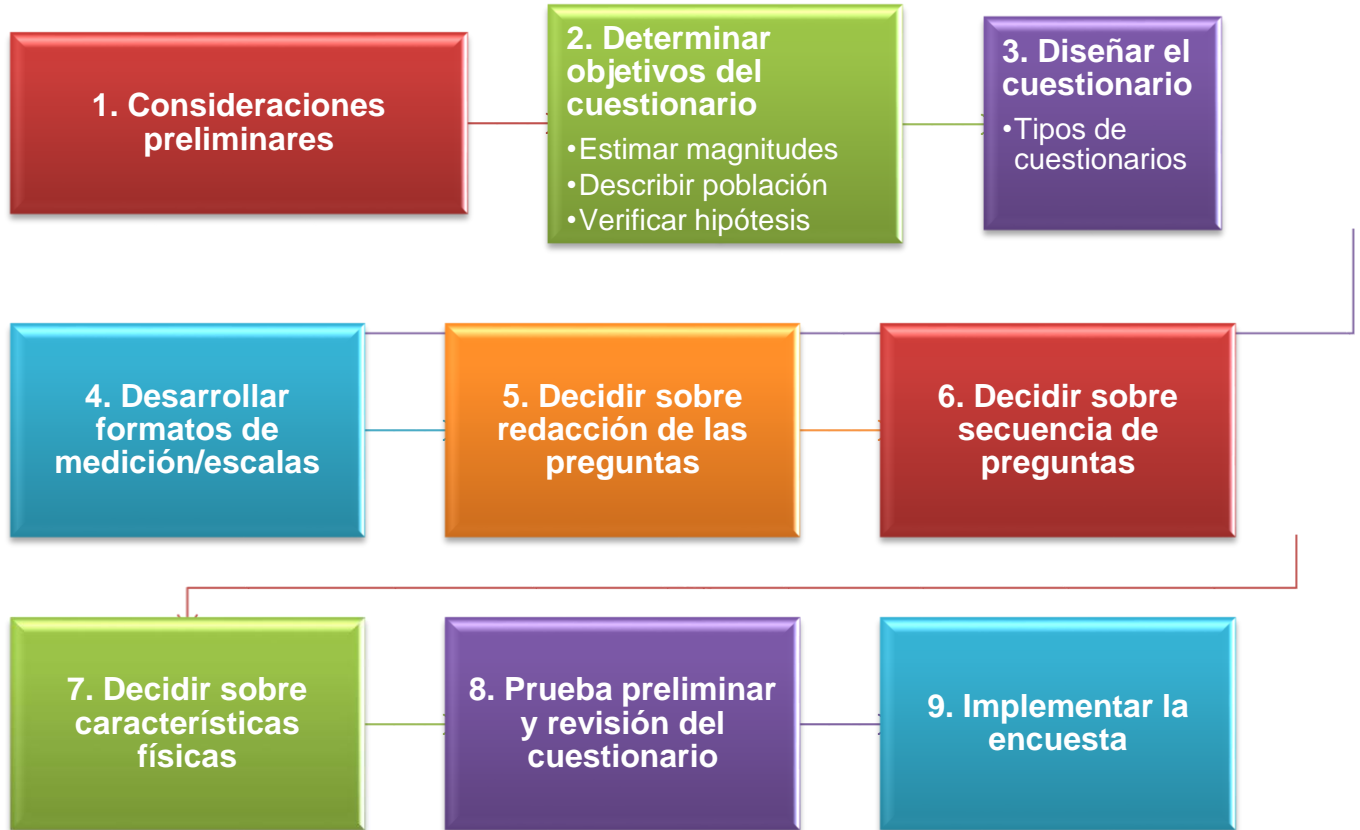 1. Consideraciones
preliminares
2. Determinar
objetivos del
cuestionario
•Estimar magnitudes
•Describir población
•Verificar hipótesis
3. Diseñar el
cuestionario
•Tipos de
cuestionarios
4. Desarrollar
formatos de
medición/escalas
5. Decidir sobre
redacción de las
preguntas
6. Decidir sobre
secuencia de
preguntas
7. Decidir sobre
característísticas
físicas
8. Prueba preliminar
y revisión del
cuestionario
9. Implementar la
encuesta